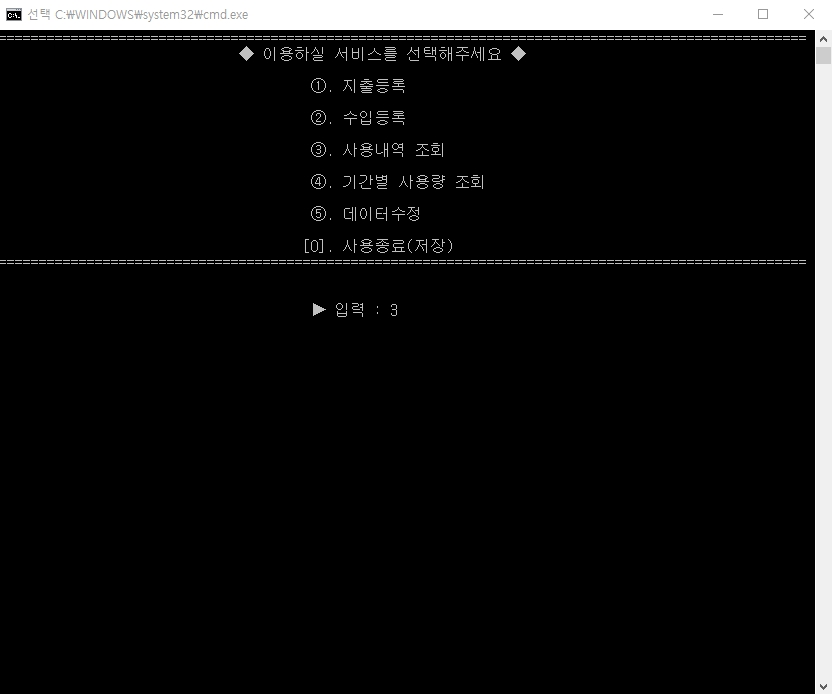 선택 C:₩WINDOWS₩system32₩cmd.exe
◆ 이용하실 서비스를 선택해주세요 ◆
①. 지출등록
②. 수입등록
③. 사용내역 조회
④. 기간별 사용량 조회
⑤. 데이터수정
[0]. 사용종료(저장)
▶ 입력 : 3